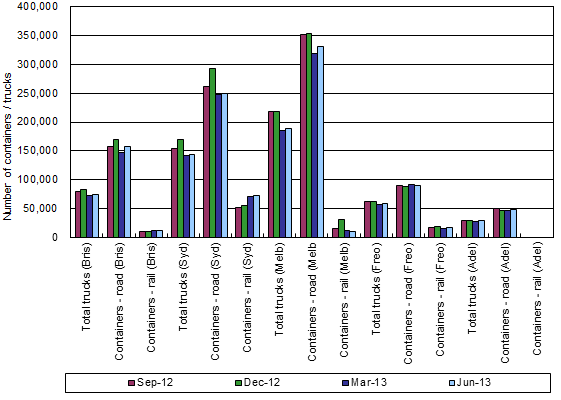 400,000
350,000
300,000
250,000
200,000
150,000
100,000
50,000
0
Number of containers / trucks
Total trucks (Bris)
Containers - road (Bris)
Containers - rail (Bris)
Total trucks (Syd)
Containers - road (Syd)
Containers - rail (Syd)
Total trucks (Melb)
Containers - road (Melb
Containers - rail (Melb)
Total trucks (Freo)
Containers - road (Freo)
Containers - rail (Freo)
Total trucks (Adel)
Containers - road (Adel)
Containers - rail (Adel)
Sep-12 Dec-12 Mar-13 Jun-13